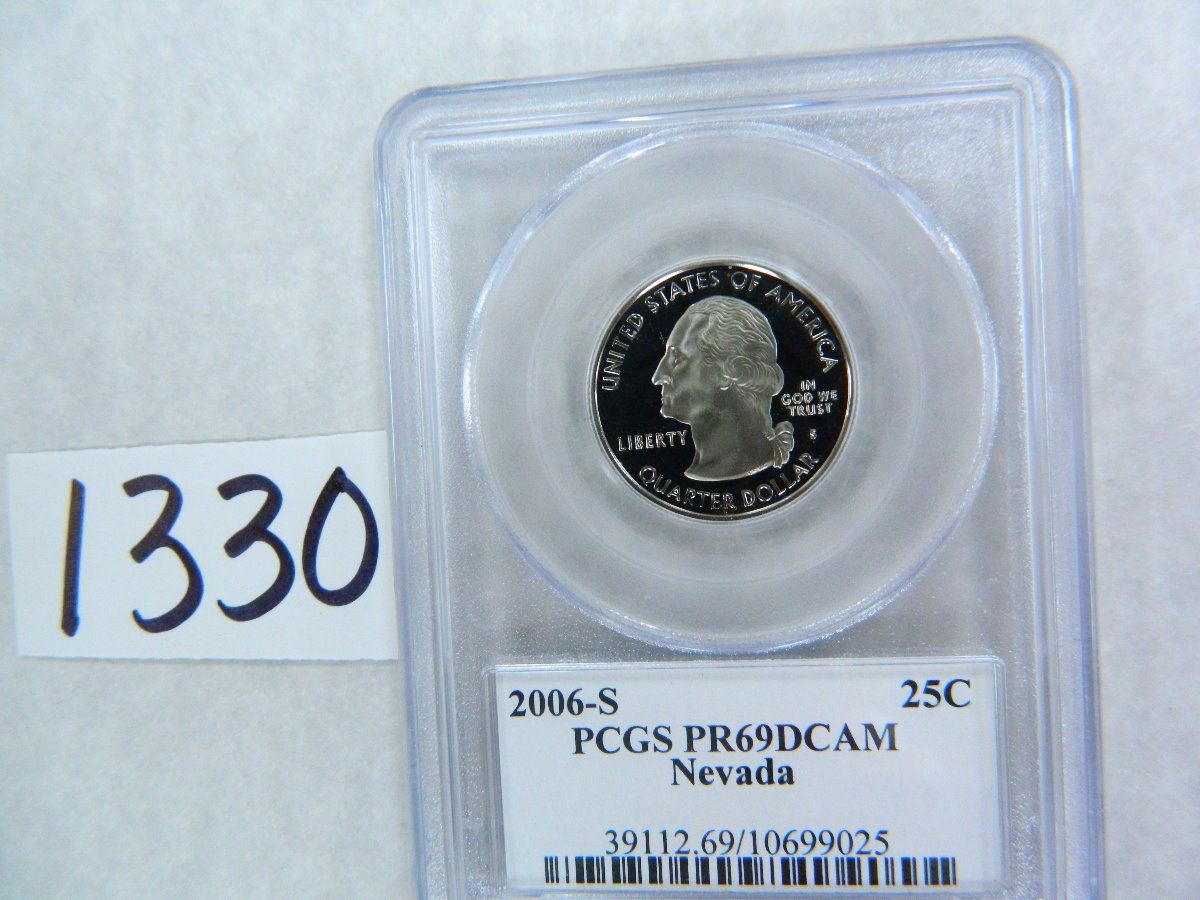 1330
UNITED STATES OF AMERICA
IN
GOD WE
TRUST
LIBERTY
S
QUARTER DOLLAR
2006-S 25C
PCGS PR69DCAM
Nevada
39112.69/10699025